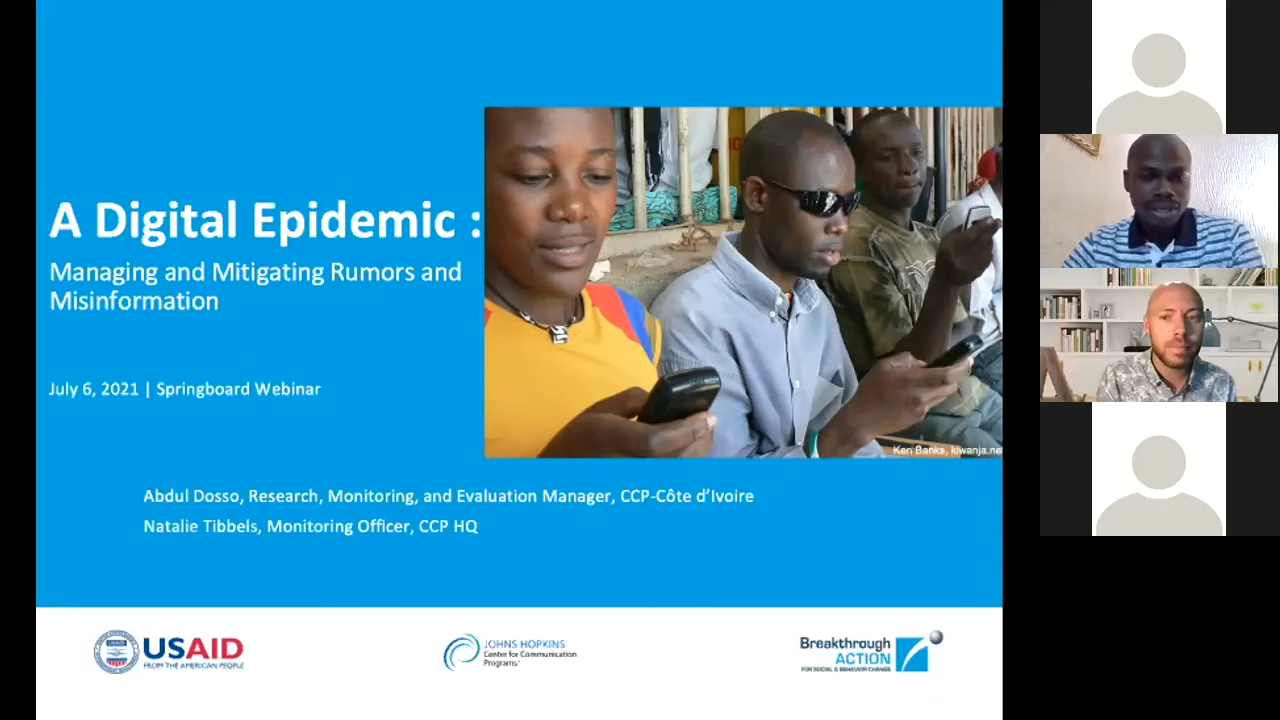 A Digital Epidemic :
Managing and Mitigating Rumors and
Misinformation
July 6, 2021 | Springboard Webinar
Ken Banks, kiwanja.ne
Abdul Dosso, Research, Monitoring, and Evaluation Manager, CCP-Côte d’Ivoire
Natalie Tibbels, Monitoring Officer, CCP HQ
USAID
USAID
FROM THE AMERICAN PEOPLE
JOHNS HOPKINS
Center for Communication
Programs
Breakthrough
ACTION
FOR SOCIAL & BEHAVIOR CHANGE